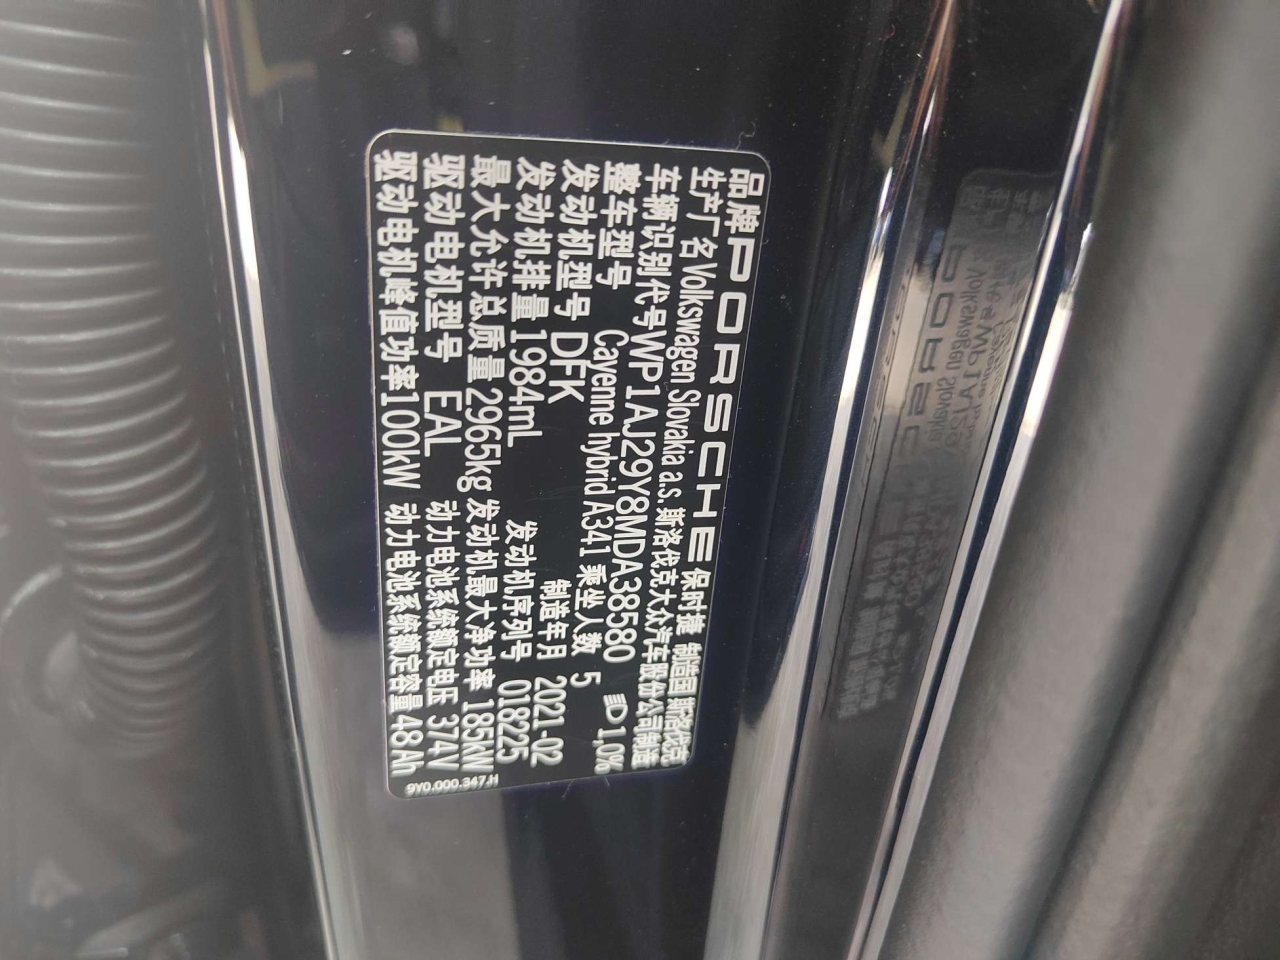 品牌 PORSCHE 保时捷 制造国 斯洛伐克
生产厂名 Volkswagen Slovakia a.s. 斯洛伐克大众汽车股份公司制造
车辆识别代号 WP1AJ29Y8MDA38580 1,0%
整车型号 Cayenne hybrid A341 乘坐人数 5
发动机型号 DFK 制造年月 2021-02
发动机排量 1984mL 发动机序列号 018225
最大允许总质量 2965kg 发动机最大净功率 185kW
驱动电机型号 EAL 动力电池系统额定电压 374V
驱动电机峰值功率 100kW 动力电池系统额定容量 48Ah
9Y0.000.347.H